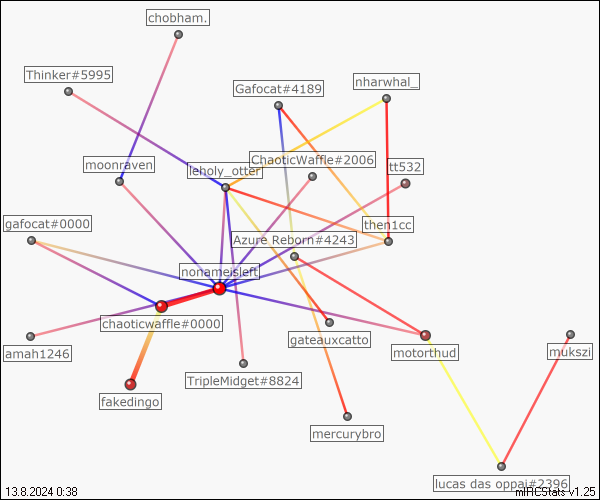 chobham.
Thinker#5995
nharwhal_
Gafocat#4189
ChaoticWaffle#2006
moonraven
leholy_otter
tt532
gafocat#0000
then1cc
Azure Reborn#4243
nonameisleft
chaoticwaffle#0000
gateauxcatto
amah1246
motorthud
mukszi
TripleMidget#8824
fakedingo
mercurybro
lucas das oppai#2396
13.8.2024 0:38
mIRCStats v1.25